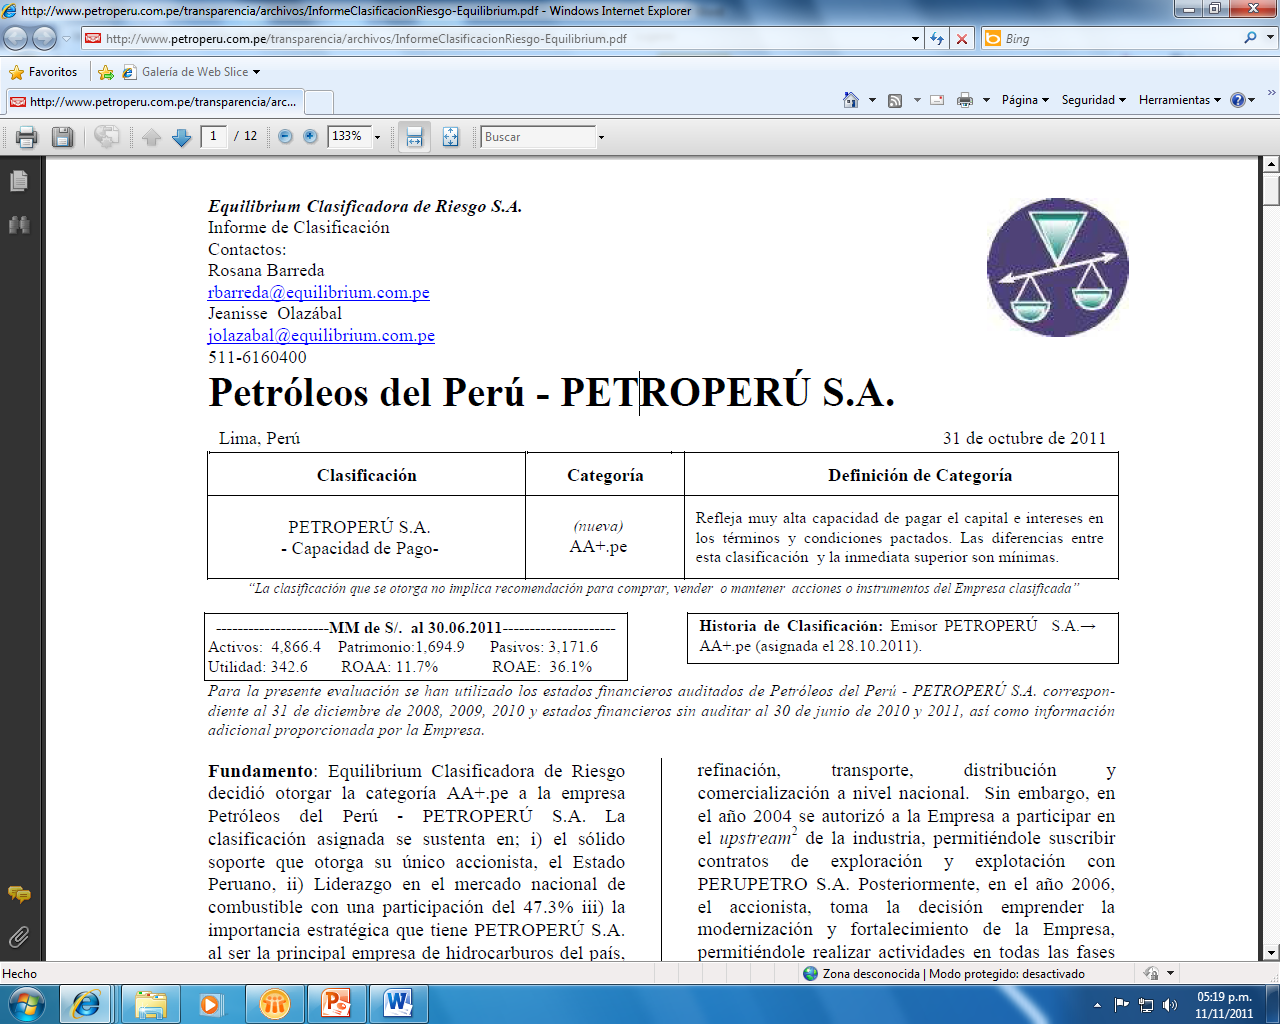 http://www.petroperu.com.pe/transparencia/archivos/InformeClasificacionRiesgo-Equilibrium.pdf - Windows Internet Explorer
http://www.petroperu.com.pe/transparencia/archivos/InformeClasificacionRiesgo-Equilibrium.pdf
Bing
Favoritos
Galería de Web Slice
http://www.petroperu.com.pe/transparencia/arc...
Página
Seguridad
Herramientas
1 / 12
133%
Buscar
Equilibrium Clasificadora de Riesgo S.A.
Informe de Clasificación
Contactos:
Rosana Barreda
rbarreda@equilibrium.com.pe
Jeanisse Olazábal
jolazabal@equilibrium.com.pe
511-6160400
Petróleos del Perú - PETROPERÚ S.A.
Lima, Perú 31 de octubre de 2011
Clasificación Categoría Definición de Categoría
PETROPERÚ S.A.
- Capacidad de Pago-
(nueva)
AA+.pe
Refleja muy alta capacidad de pagar el capital e intereses en
los términos y condiciones pactados. Las diferencias entre
esta clasificación y la inmediata superior son mínimas.
“La clasificación que se otorga no implica recomendación para comprar, vender o mantener acciones o instrumentos del Empresa clasificada”
---------------------MM de S/. al 30.06.2011---------------------
Activos: 4,866.4 Patrimonio:1,694.9 Pasivos: 3,171.6
Utilidad: 342.6 ROAA: 11.7% ROAE: 36.1%
Historia de Clasificación: Emisor PETROPERÚ S.A.→
AA+.pe (asignada el 28.10.2011).
Para la presente evaluación se han utilizado los estados financieros auditados de Petróleos del Perú - PETROPERÚ S.A. correspon-
diente al 31 de diciembre de 2008, 2009, 2010 y estados financieros sin auditar al 30 de junio de 2010 y 2011, así como información
adicional proporcionada por la Empresa.
Fundamento: Equilibrium Clasificadora de Riesgo
decidió otorgar la categoría AA+.pe a la empresa
Petróleos del Perú - PETROPERÚ S.A. La
clasificación asignada se sustenta en; i) el sólido
soporte que otorga su único accionista, el Estado
Peruano, ii) Liderazgo en el mercado nacional de
combustible con una participación del 47.3% iii) la
importancia estratégica que tiene PETROPERÚ S.A.
al ser la principal empresa de hidrocarburos del país,
refinación, transporte, distribución y
comercialización a nivel nacional. Sin embargo, en
el año 2004 se autorizó a la Empresa a participar en
el upstream2 de la industria, permitiéndole suscribir
contratos de exploración y explotación con
PERUPETRO S.A. Posteriormente, en el año 2006,
el accionista, toma la decisión emprender la
modernización y fortalecimiento de la Empresa,
permitiéndole realizar actividades en todas las fases
Hecho
Zona desconocida | Modo protegido: desactivado
05:19 p.m.
11/11/2011